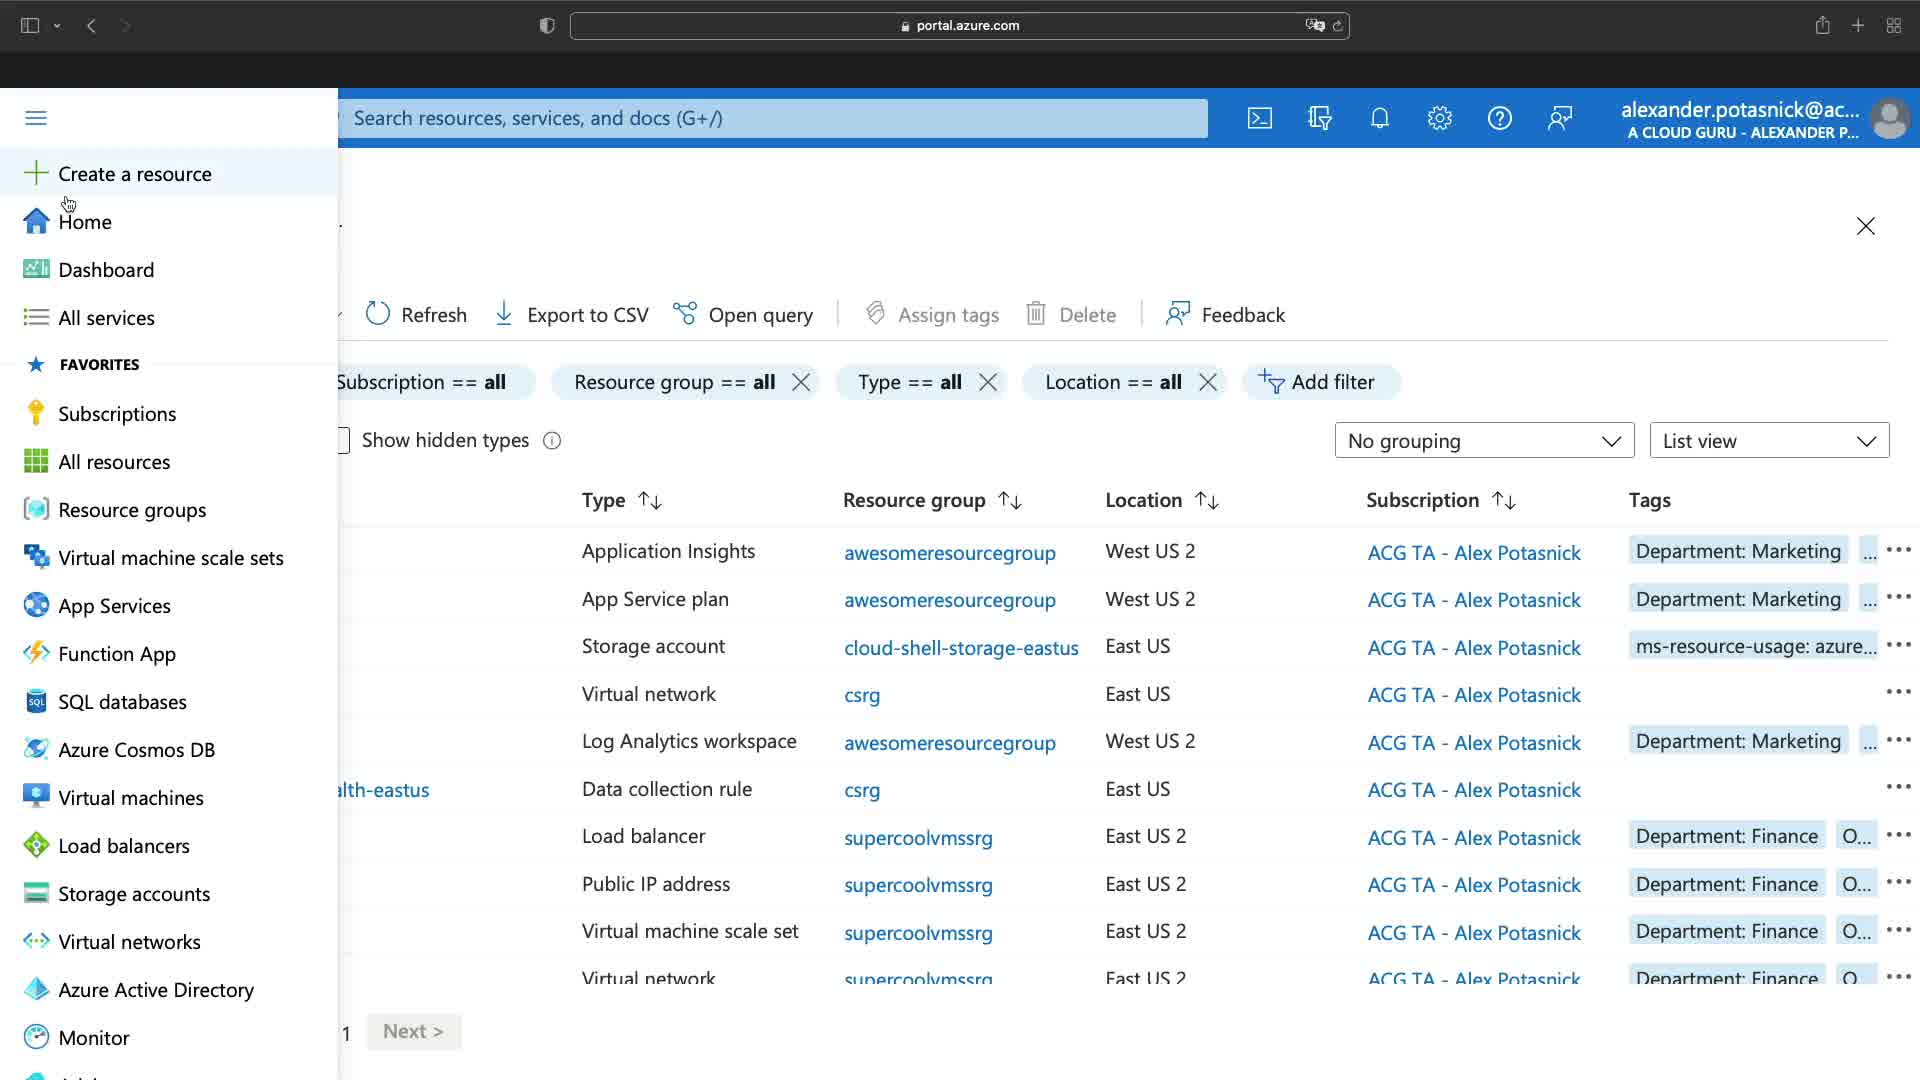 portal.azure.com
Search resources, services, and docs (G+/)
alexander.potasnick@ac...
A CLOUD GURU - ALEXANDER P...
Create a resource
Home
Dashboard
All services
FAVORITES
Subscriptions
All resources
Resource groups
Virtual machine scale sets
App Services
Function App
SQL databases
Azure Cosmos DB
Virtual machines
Load balancers
Storage accounts
Virtual networks
Azure Active Directory
Monitor
Refresh Export to CSV Open query Assign tags Delete Feedback
Subscription == all Resource group == all Type == all Location == all Add filter
Show hidden types No grouping List view
Type Resource group Location Subscription Tags
Application Insights awesomeresourcegroup West US 2 ACG TA - Alex Potasnick Department: Marketing ... ...
App Service plan awesomeresourcegroup West US 2 ACG TA - Alex Potasnick Department: Marketing ... ...
Storage account cloud-shell-storage-eastus East US ACG TA - Alex Potasnick ms-resource-usage: azure... ...
Virtual network csrg East US ACG TA - Alex Potasnick ...
Log Analytics workspace awesomeresourcegroup West US 2 ACG TA - Alex Potasnick Department: Marketing ... ...
alth-eastus Data collection rule csrg East US ACG TA - Alex Potasnick ...
Load balancer supercoolvmssrg East US 2 ACG TA - Alex Potasnick Department: Finance O... ...
Public IP address supercoolvmssrg East US 2 ACG TA - Alex Potasnick Department: Finance O... ...
Virtual machine scale set supercoolvmssrg East US 2 ACG TA - Alex Potasnick Department: Finance O... ...
Virtual network supercoolvmssrg East US 2 ACG TA - Alex Potasnick Department: Finance O... ...
1 Next >